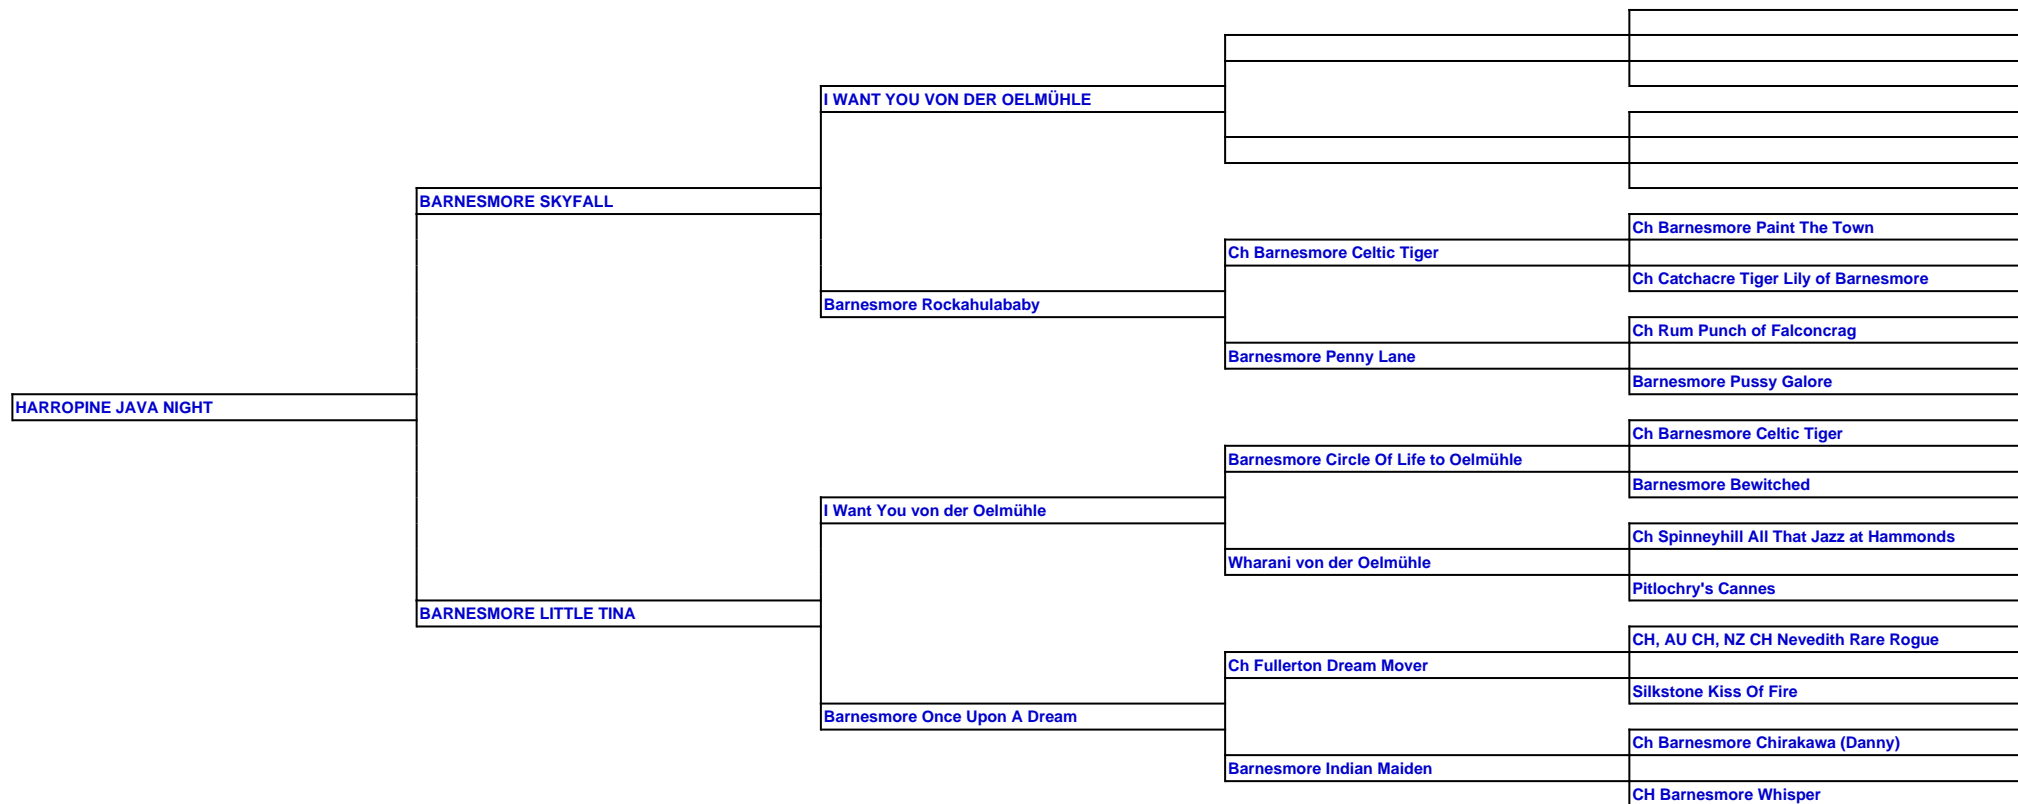 I WANT YOU VON DER OELMÜHLE
BARNESMORE SKYFALL
Ch Barnesmore Paint The Town
Ch Barnesmore Celtic Tiger
Ch Catchacre Tiger Lily of Barnesmore
Barnesmore Rockahulababy
Ch Rum Punch of Falconcrag
Barnesmore Penny Lane
Barnesmore Pussy Galore
HARROPINE JAVA NIGHT
Ch Barnesmore Celtic Tiger
Barnesmore Circle Of Life to Oelmühle
Barnesmore Bewitched
I Want You von der Oelmühle
Ch Spinneyhill All That Jazz at Hammonds
Wharani von der Oelmühle
Pitlochry's Cannes
BARNESMORE LITTLE TINA
CH, AU CH, NZ CH Nevedith Rare Rogue
Ch Fullerton Dream Mover
Silkstone Kiss Of Fire
Barnesmore Once Upon A Dream
Ch Barnesmore Chirakawa (Danny)
Barnesmore Indian Maiden
CH Barnesmore Whisper